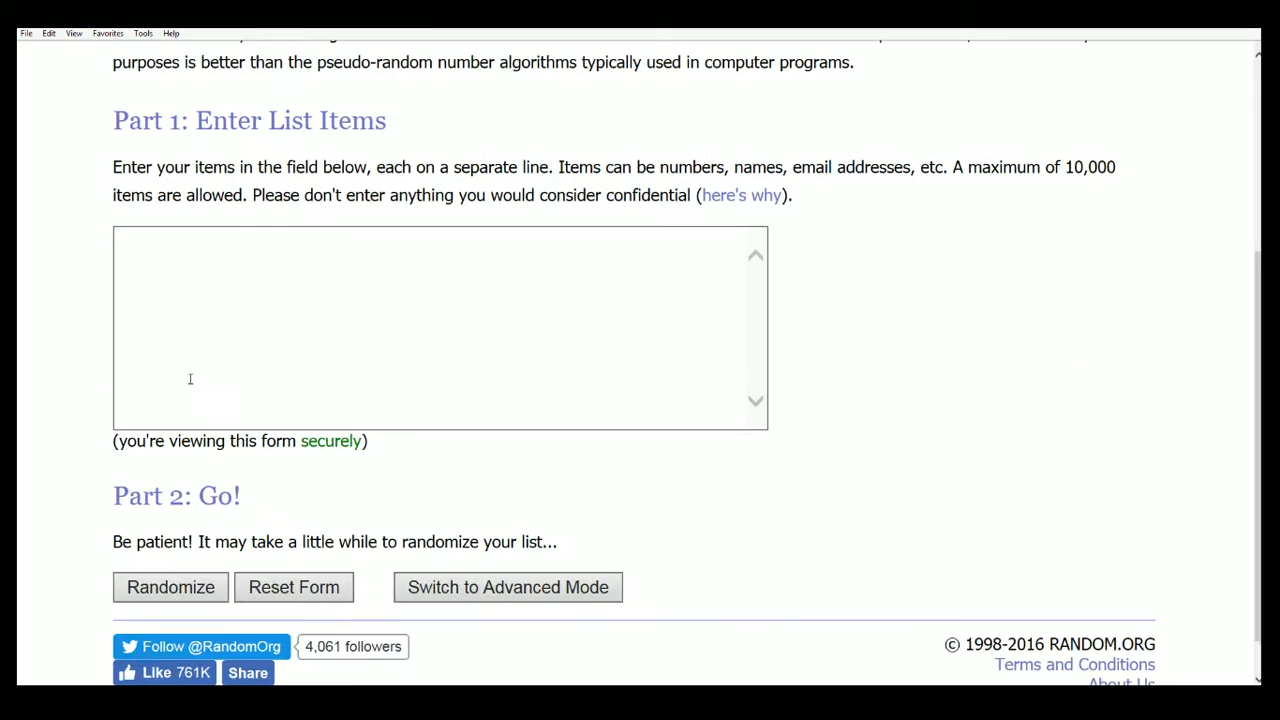 File Edit View Favorites Tools Help
purposes is better than the pseudo-random number algorithms typically used in computer programs.
Part 1: Enter List Items
Enter your items in the field below, each on a separate line. Items can be numbers, names, email addresses, etc. A maximum of 10,000
items are allowed. Please don't enter anything you would consider confidential (here's why).
(you're viewing this form securely)
Part 2: Go!
Be patient! It may take a little while to randomize your list...
Randomize Reset Form Switch to Advanced Mode
Follow @RandomOrg 4,061 followers
© 1998-2016 RANDOM.ORG
Like 761K Share
Terms and Conditions
About Us